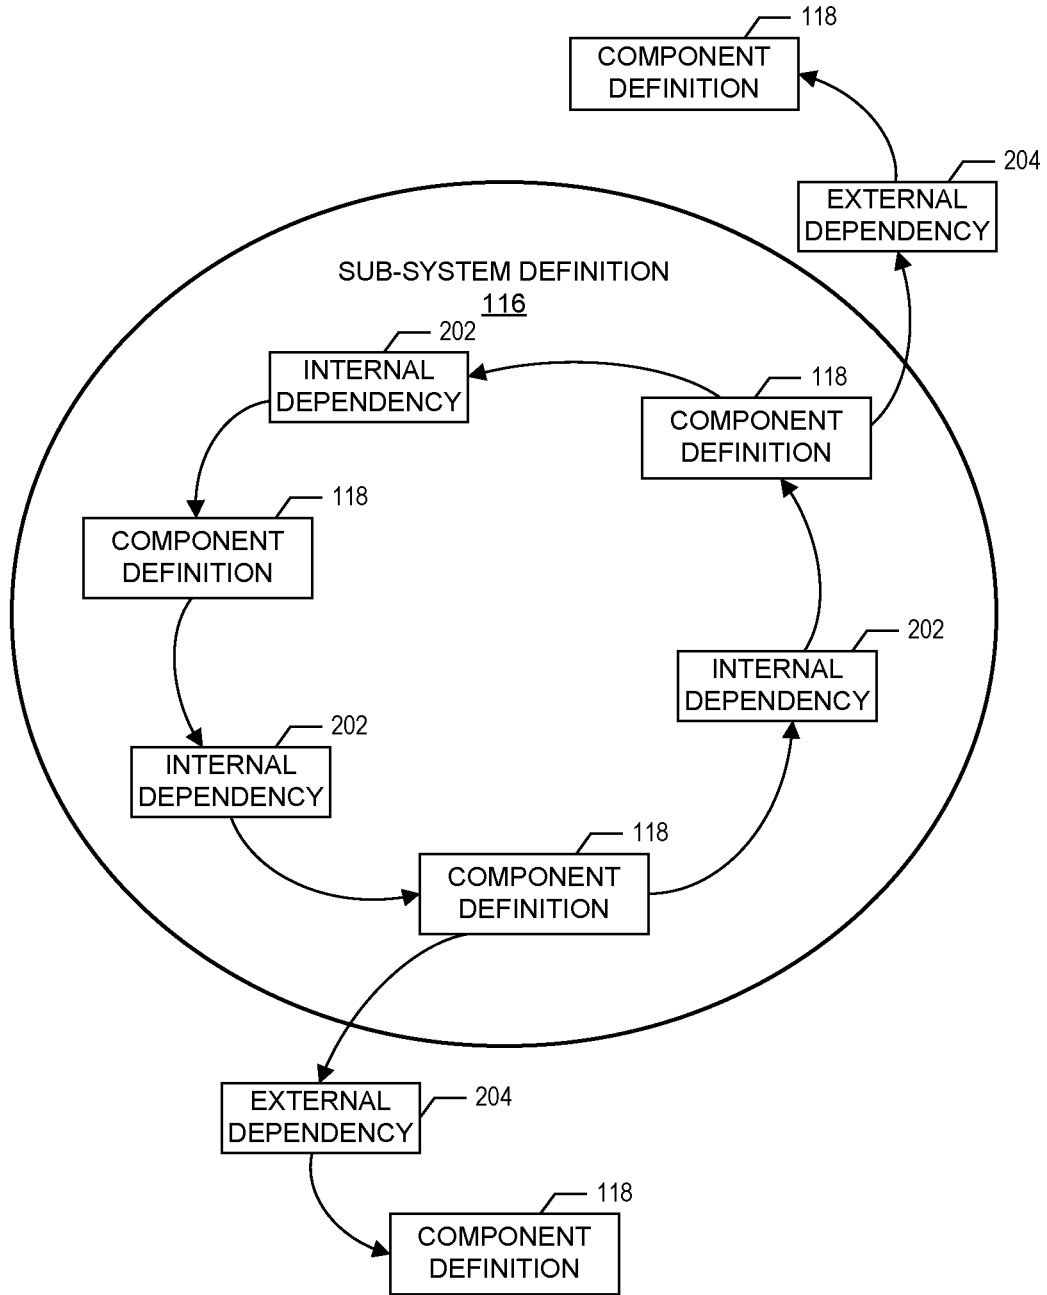 118
COMPONENT
DEFINITION
204
EXTERNAL
DEPENDENCY
SUB-SYSTEM DEFINITION
116
202
INTERNAL
DEPENDENCY
118
COMPONENT
DEFINITION
118
COMPONENT
DEFINITION
202
INTERNAL
DEPENDENCY
202
INTERNAL
DEPENDENCY
118
COMPONENT
DEFINITION
204
EXTERNAL
DEPENDENCY
118
COMPONENT
DEFINITION